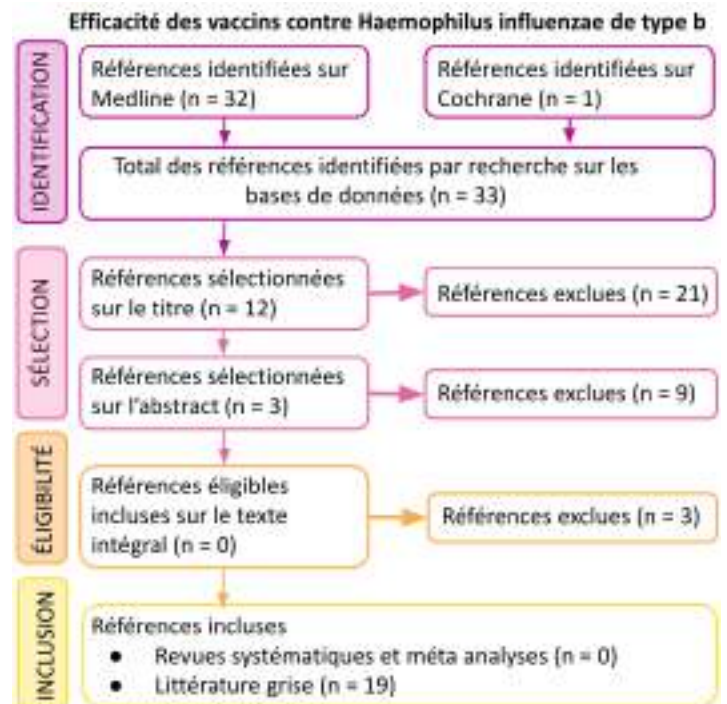 Efficacité des vaccins contre Haemophilus influenzae de type b
IDENTIFICATION
Références identifiées sur
Medline (n = 32)
Références identifiées sur
Cochrane (n = 1)
Total des références identifiées par recherche sur les
bases de données (n = 33)
SÉLECTION
Références sélectionnées
sur le titre (n = 12)
Références exclues (n = 21)
Références sélectionnées
sur l'abstract (n = 3)
Références exclues (n = 9)
ÉLIGIBILITÉ
Références éligibles
incluses sur le texte
intégral (n = 0)
Références exclues (n = 3)
INCLUSION
Références incluses
● Revues systématiques et méta analyses (n = 0)
● Littérature grise (n = 19)